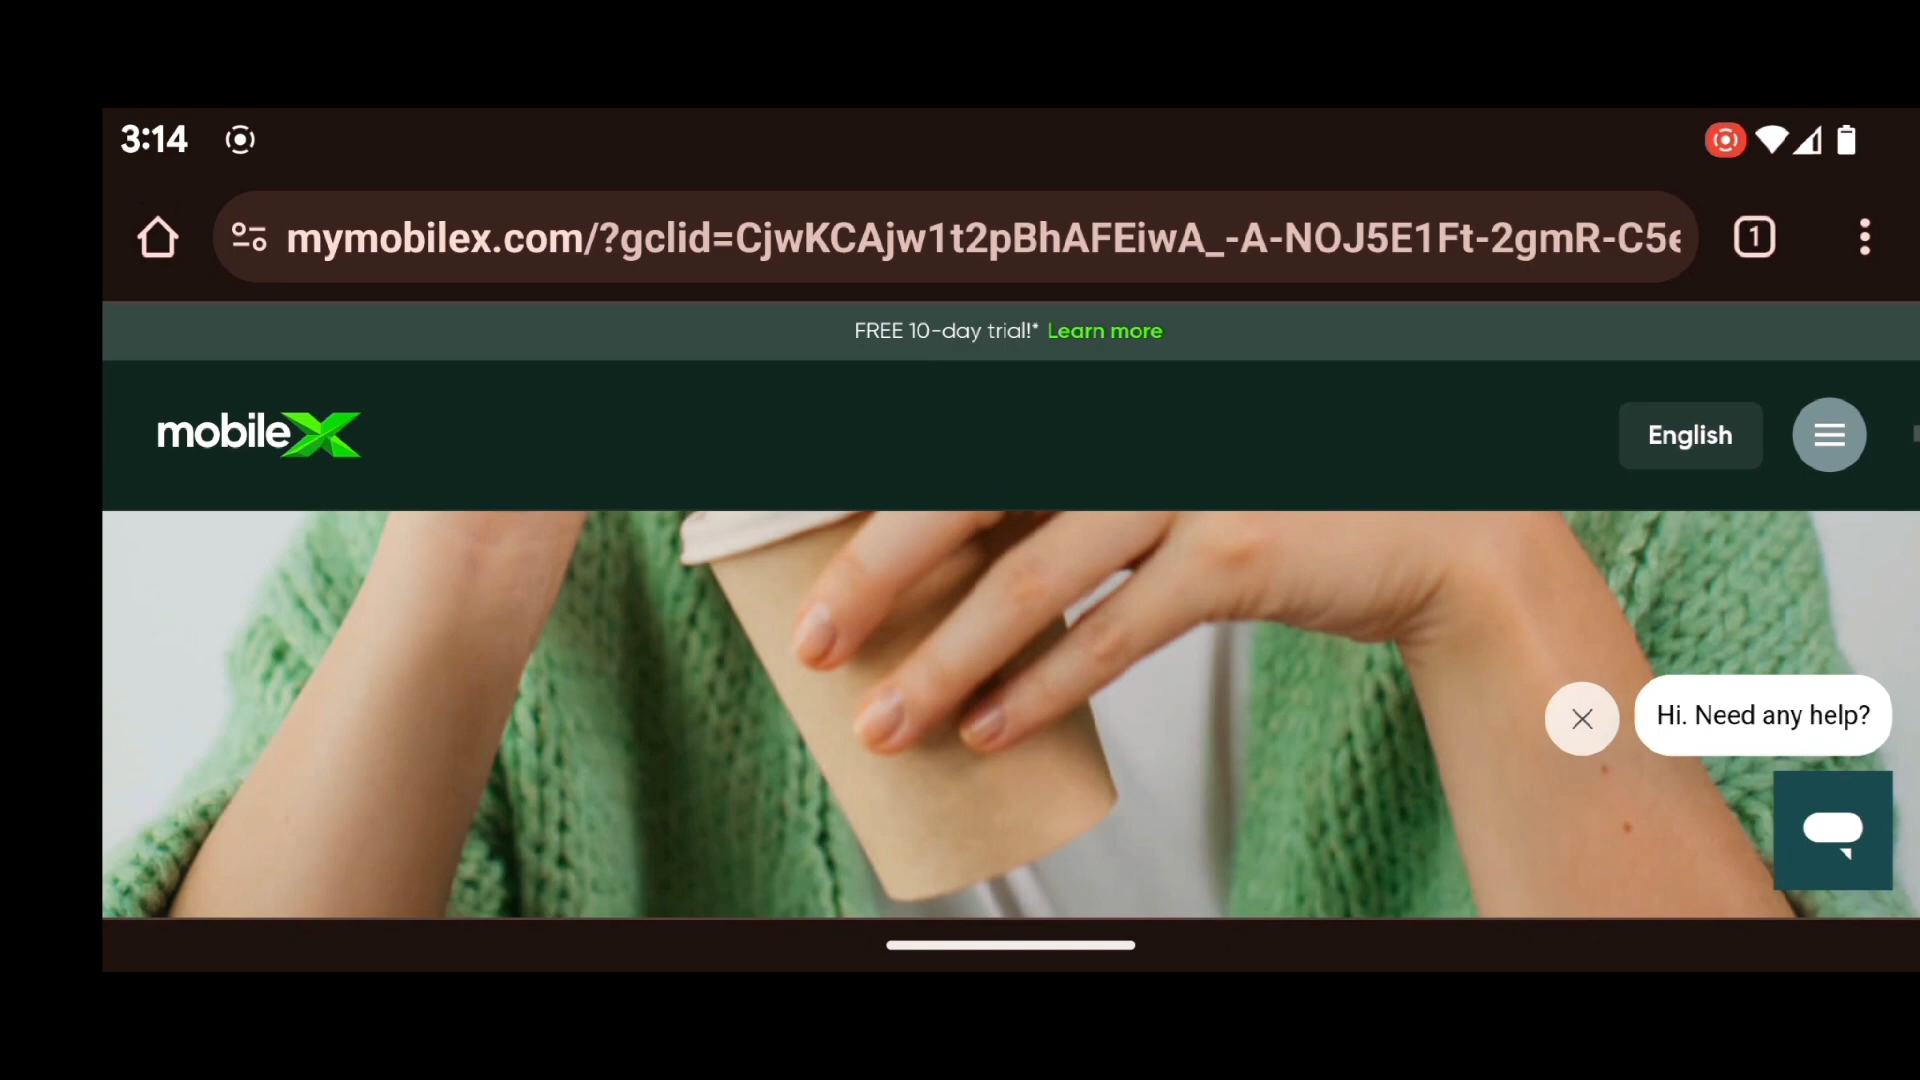 3:14
mymobilex.com/?gclid=CjwKCAjw1t2pBhAFEiwA_-A-NOJ5E1Ft-2gmR-C5e
1
FREE 10-day trial!* Learn more
mobileX
English
Hi. Need any help?